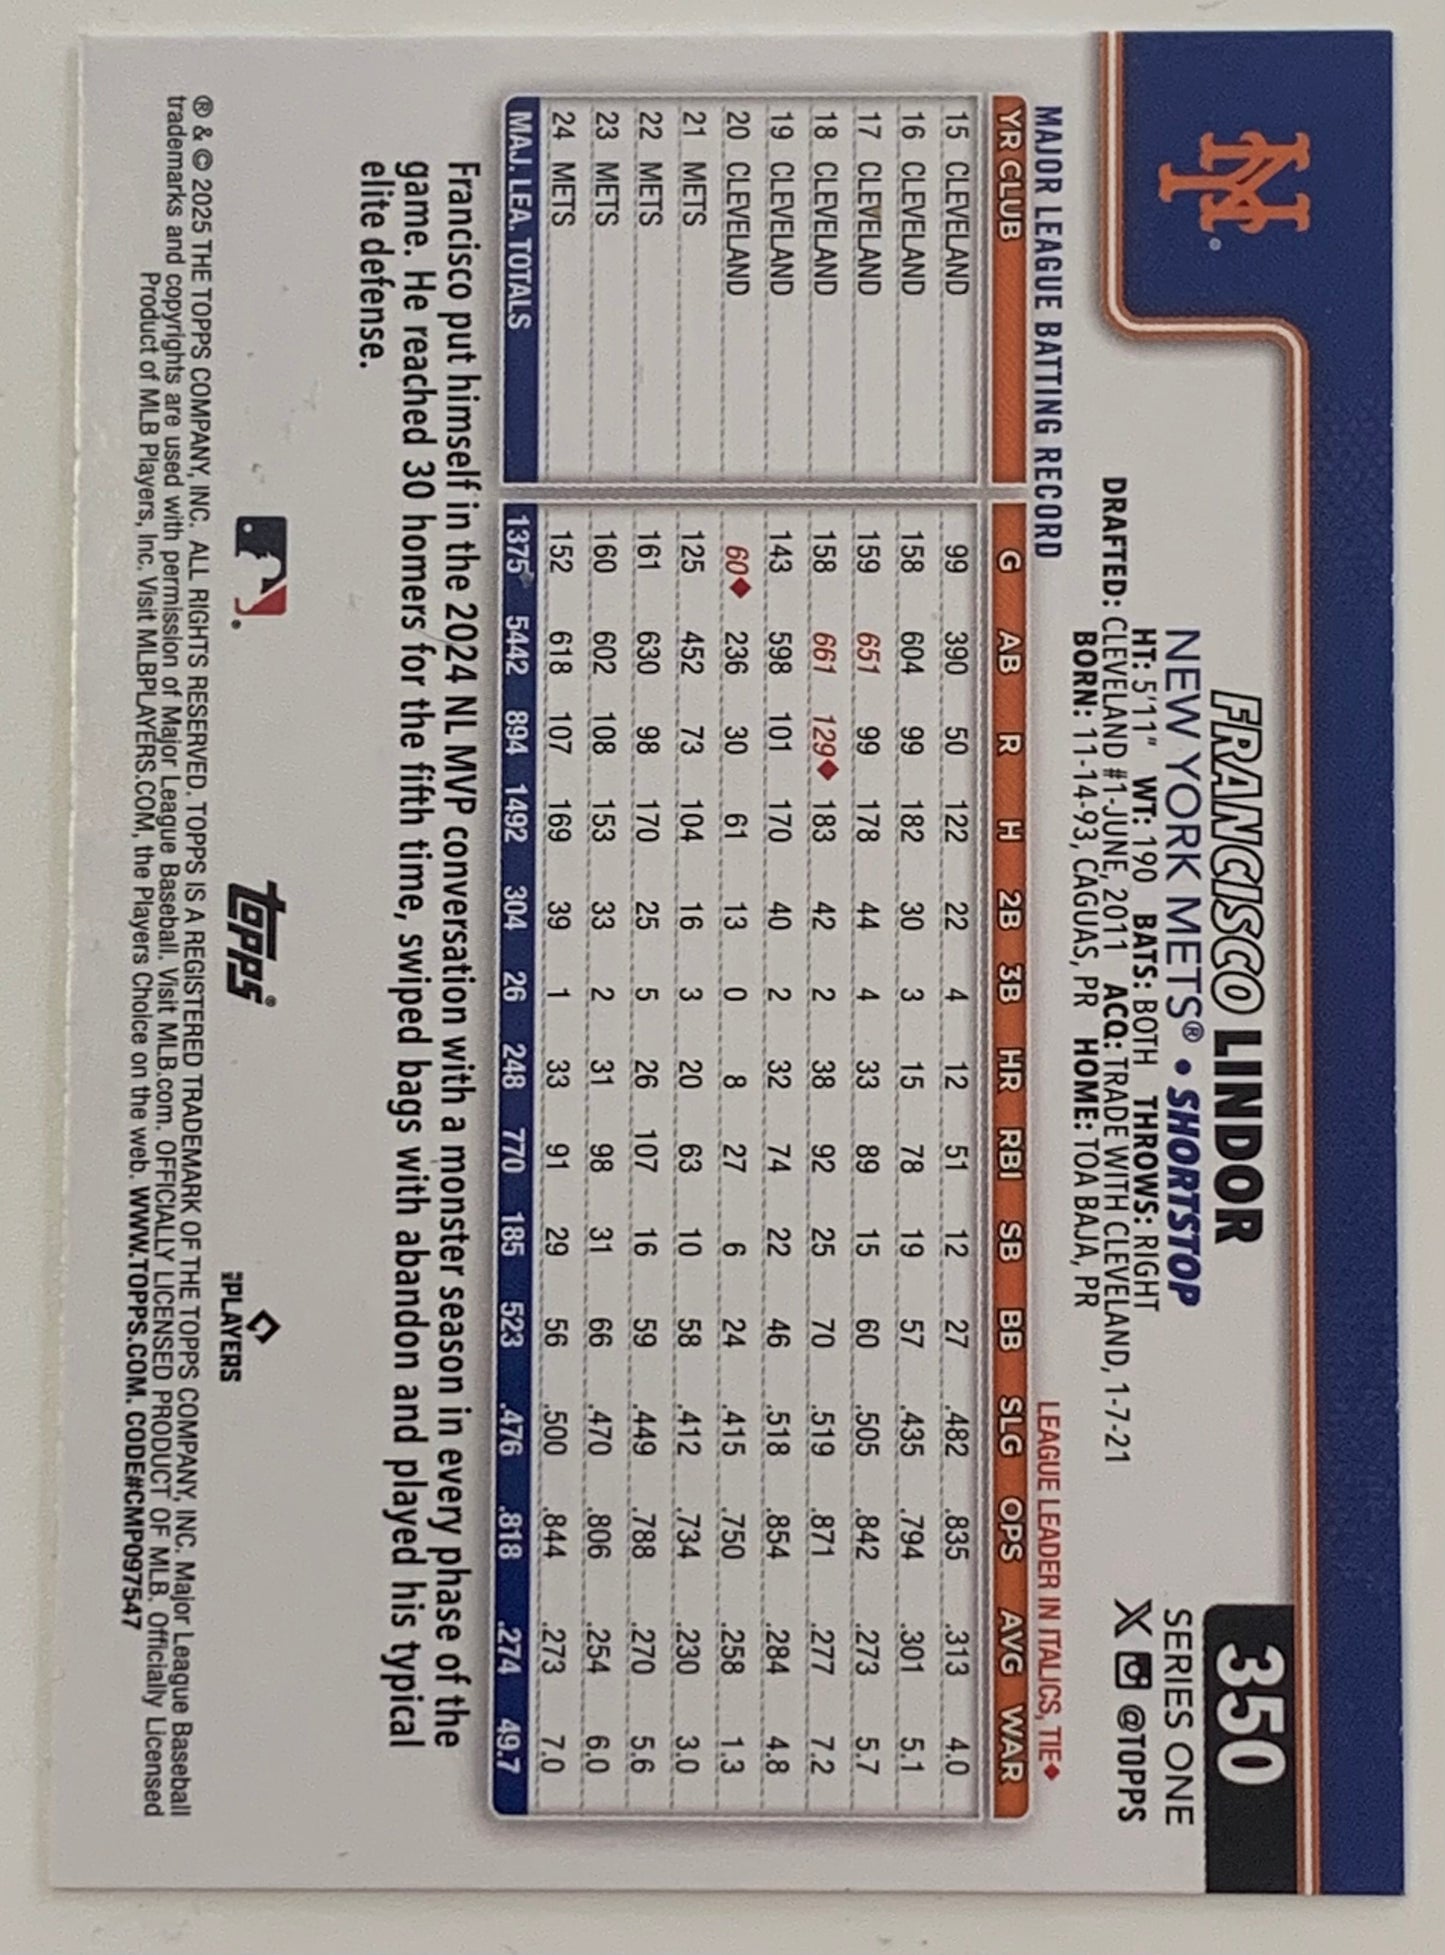 NY
350
FRANCISCO LINDOR
SERIES ONE
NEW YORK METS® • SHORTSTOP
X @TOPPS
HT: 5'11" WT: 190 BATS: BOTH THROWS: RIGHT
DRAFTED: CLEVELAND #1-JUNE, 2011 ACQ: TRADE WITH CLEVELAND, 1-7-21
BORN: 11-14-93, CAGUAS, PR HOME: TOA BAJA, PR
MAJOR LEAGUE BATTING RECORD LEAGUE LEADER IN ITALICS, TIE♦
YR CLUB G AB R H 2B 3B HR RBI SB BB SLG OPS AVG WAR
15 CLEVELAND 99 390 50 122 22 4 12 51 12 27 .482 .835 .313 4.0
16 CLEVELAND 158 604 99 182 30 3 15 78 19 57 .435 .794 .301 5.1
17 CLEVELAND 159 651 99 178 44 4 33 89 15 60 .505 .842 .273 5.7
18 CLEVELAND 158 661 129♦ 183 42 2 38 92 25 70 .519 .871 .277 7.2
19 CLEVELAND 143 598 101 170 40 2 32 74 22 46 .518 .854 .284 4.8
20 CLEVELAND 60♦ 236 30 61 13 0 8 27 6 24 .415 .750 .258 1.3
21 METS 125 452 73 104 16 3 20 63 10 58 .412 .734 .230 3.0
22 METS 161 630 98 170 25 5 26 107 16 59 .449 .788 .270 5.6
23 METS 160 602 108 153 33 2 31 98 31 66 .470 .806 .254 6.0
24 METS 152 618 107 169 39 1 33 91 29 56 .500 .844 .273 7.0
MAJ. LEA. TOTALS 1375 5442 894 1492 304 26 248 770 185 523 .476 .818 .274 49.7
Francisco put himself in the 2024 NL MVP conversation with a monster season in every phase of the
game. He reached 30 homers for the fifth time, swiped bags with abandon and played his typical
elite defense.
topps®
PLAYERS
® & © 2025 THE TOPPS COMPANY, INC. ALL RIGHTS RESERVED. TOPPS IS A REGISTERED TRADEMARK OF THE TOPPS COMPANY, INC. Major League Baseball
trademarks and copyrights are used with permission of Major League Baseball. Visit MLB.com. OFFICIALLY LICENSED PRODUCT OF MLB. Officially Licensed
Product of MLB Players, Inc. Visit MLBPLAYERS.COM, the Players Choice on the web. WWW.TOPPS.COM. CODE#CMP097547